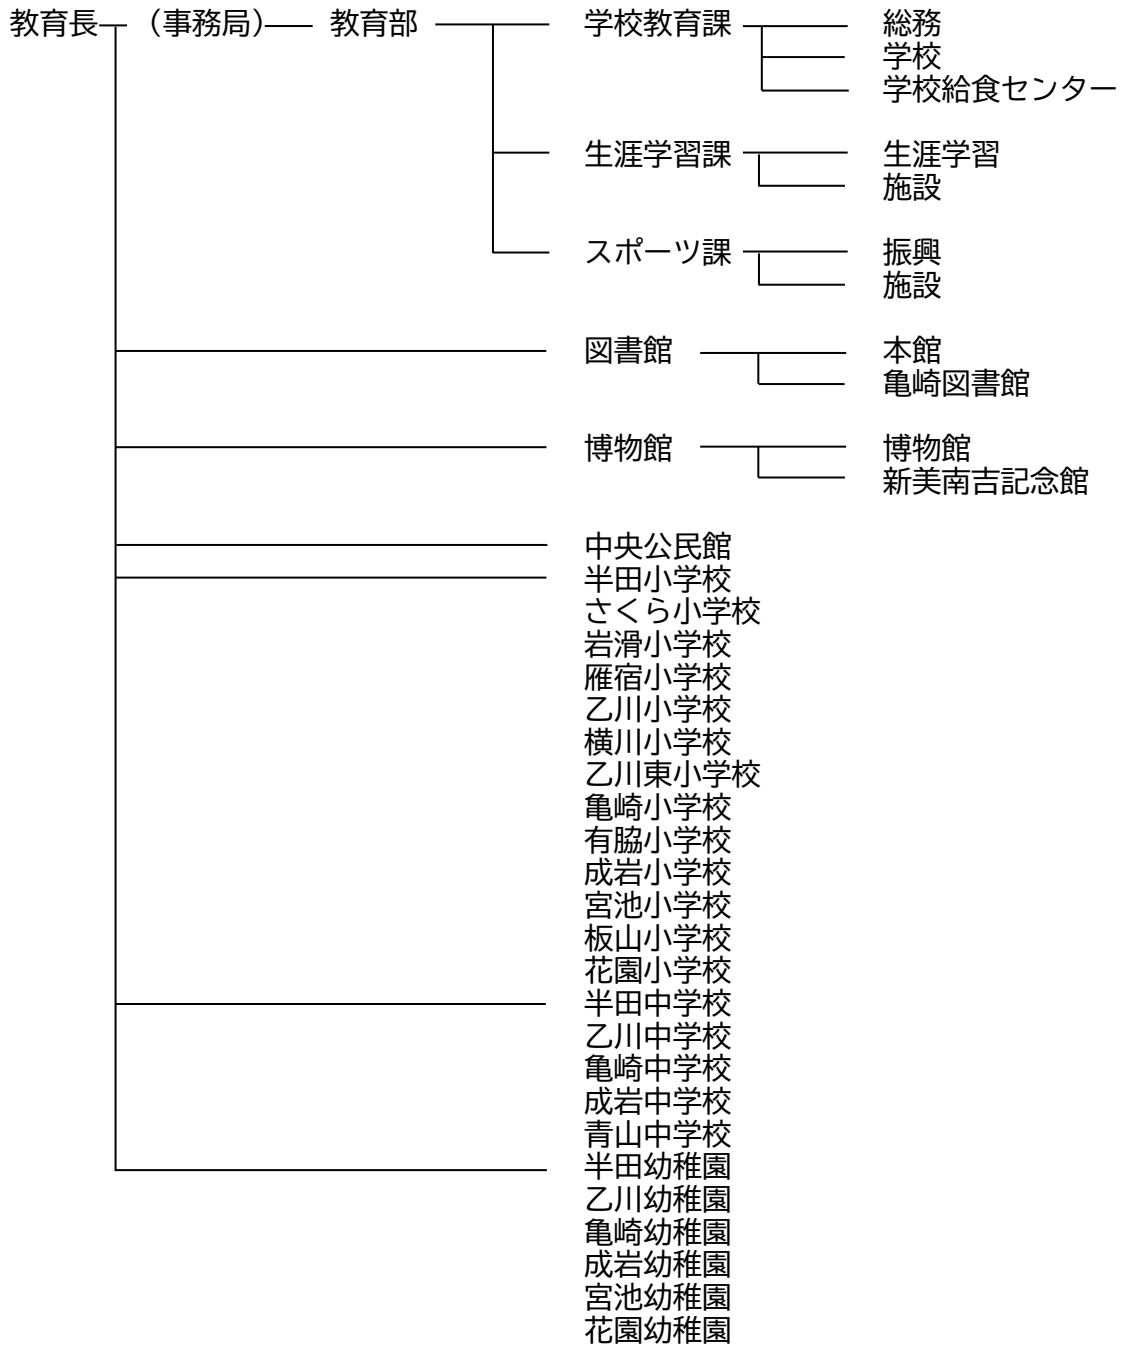 教育長 （事務局） 教育部 学校教育課 総務
学校
学校給食センター
生涯学習課 生涯学習
施設
スポーツ課 振興
施設
図書館 本館
亀崎図書館
博物館 博物館
新美南吉記念館
中央公民館
半田小学校
さくら小学校
岩滑小学校
雁宿小学校
乙川小学校
横川小学校
乙川東小学校
亀崎小学校
有脇小学校
成岩小学校
宮池小学校
板山小学校
花園小学校
半田中学校
乙川中学校
亀崎中学校
成岩中学校
青山中学校
半田幼稚園
乙川幼稚園
亀崎幼稚園
成岩幼稚園
宮池幼稚園
花園幼稚園